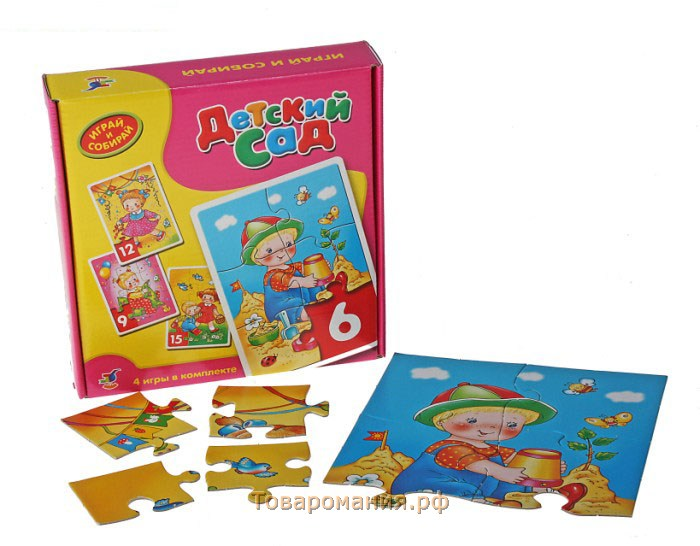 ИГРАЙ И СОБИРАЙ
ИГРАЙ И
СОБИРАЙ
Детский
Сад
12
9
15
6
4 игры в комплекте
Товаромания.рф